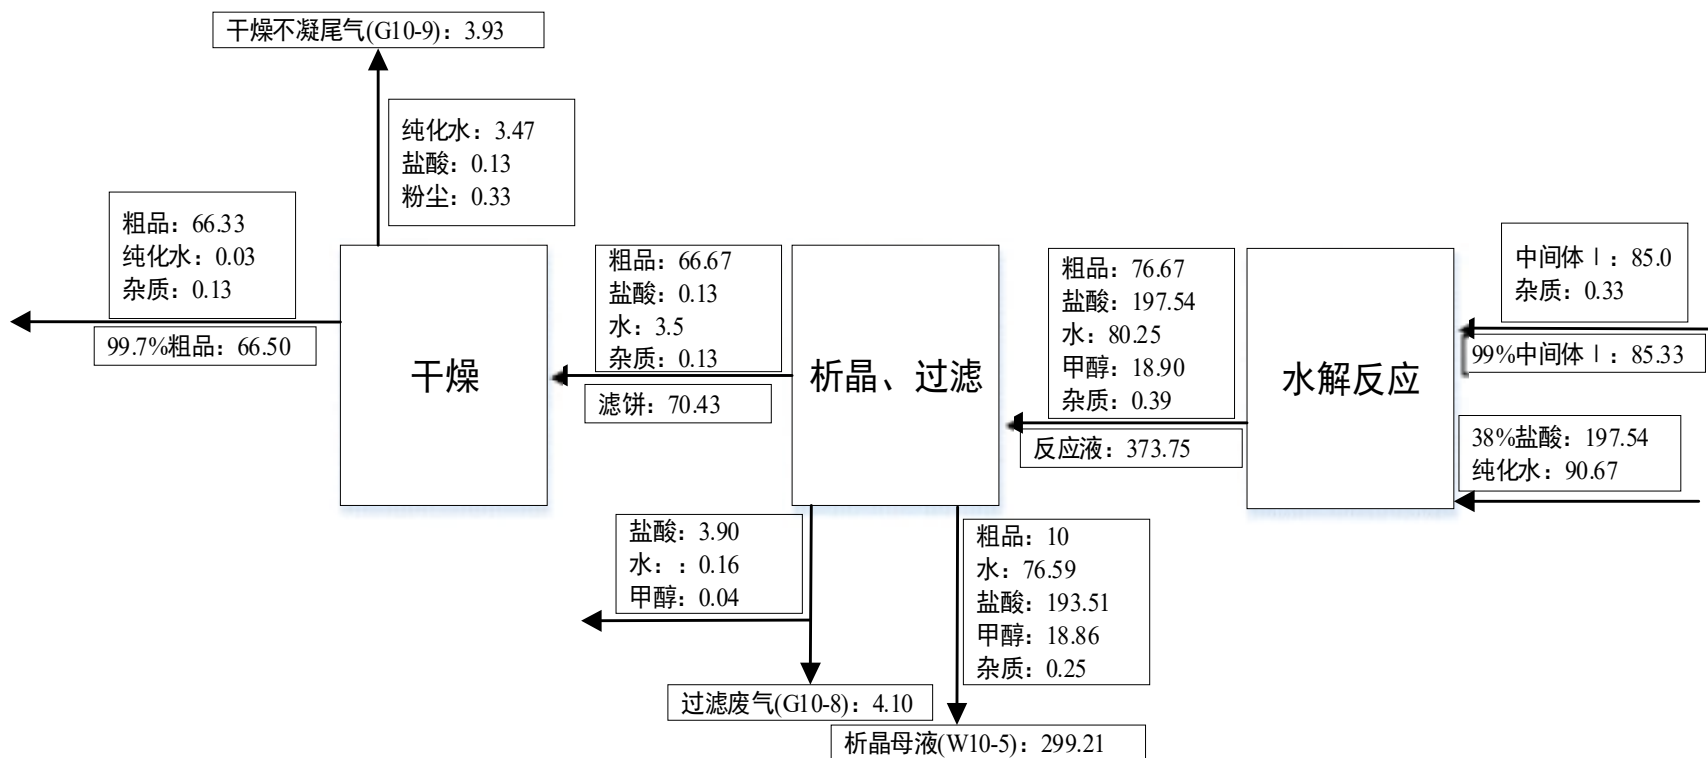 干燥不凝尾气(G10-9)：3.93
纯化水：3.47
盐酸：0.13
粉尘：0.33
粗品：66.33
纯化水：0.03
杂质：0.13
99.7%粗品：66.50
干燥
粗品：66.67
盐酸：0.13
水：3.5
杂质：0.13
滤饼：70.43
析晶、过滤
粗品：76.67
盐酸：197.54
水：80.25
甲醇：18.90
杂质：0.39
反应液：373.75
水解反应
中间体Ⅰ：85.0
杂质：0.33
99%中间体Ⅰ：85.33
38%盐酸：197.54
纯化水：90.67
盐酸：3.90
水：：0.16
甲醇：0.04
过滤废气(G10-8)：4.10
粗品：10
水：76.59
盐酸：193.51
甲醇：18.86
杂质：0.25
析晶母液(W10-5)：299.21